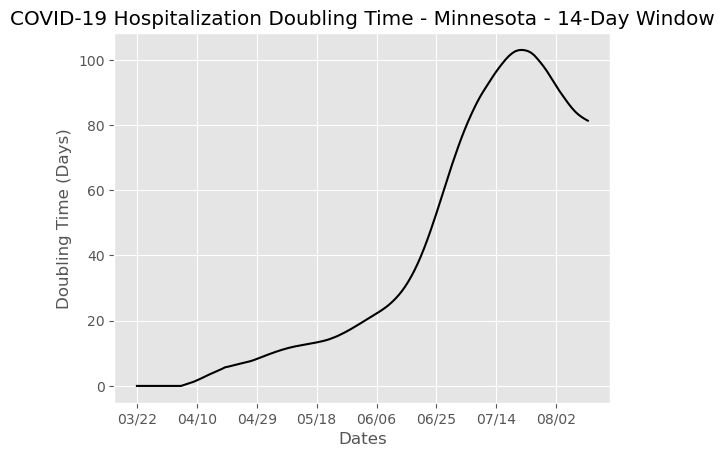 COVID-19 Hospitalization Doubling Time - Minnesota - 14-Day Window
Doubling Time (Days)
100
80
60
40
20
0
03/22 04/10 04/29 05/18 06/06 06/25 07/14 08/02
Dates